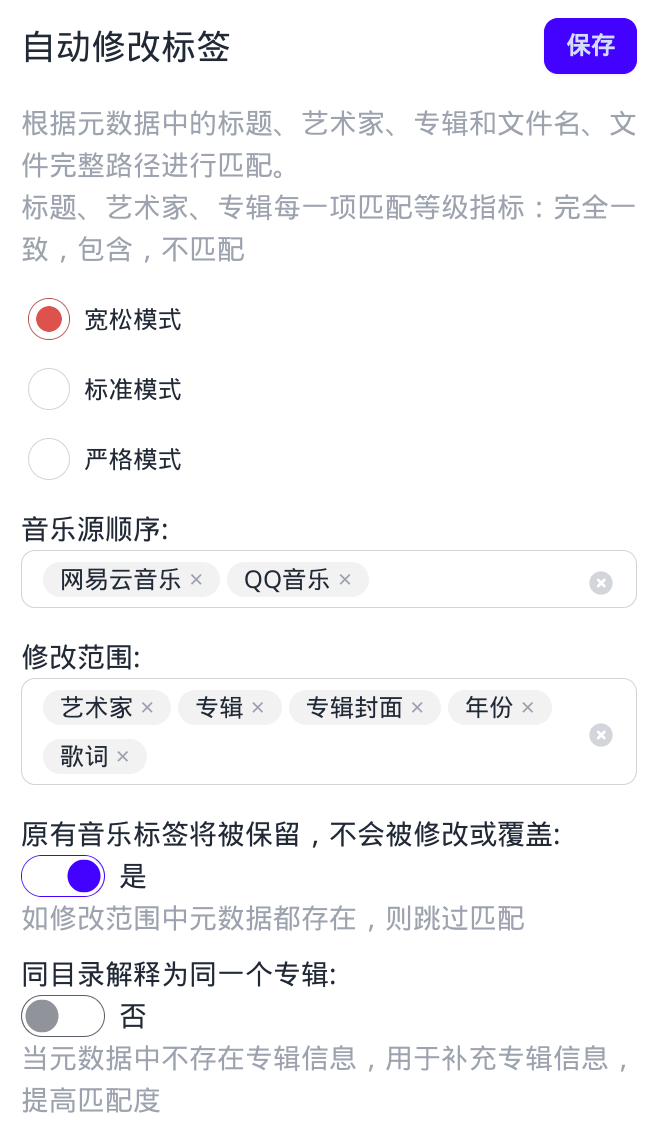 自动修改标签
保存
根据元数据中的标题、艺术家、专辑和文件名、文
件完整路径进行匹配。
标题、艺术家、专辑每一项匹配等级指标：完全一
致，包含，不匹配
宽松模式
标准模式
严格模式
音乐源顺序:
网易云音乐 × QQ音乐 ×
修改范围:
艺术家 × 专辑 × 专辑封面 × 年份 ×
歌词 ×
原有音乐标签将被保留，不会被修改或覆盖:
是
如修改范围中元数据都存在，则跳过匹配
同目录解释为同一个专辑:
否
当元数据中不存在专辑信息，用于补充专辑信息，
提高匹配度